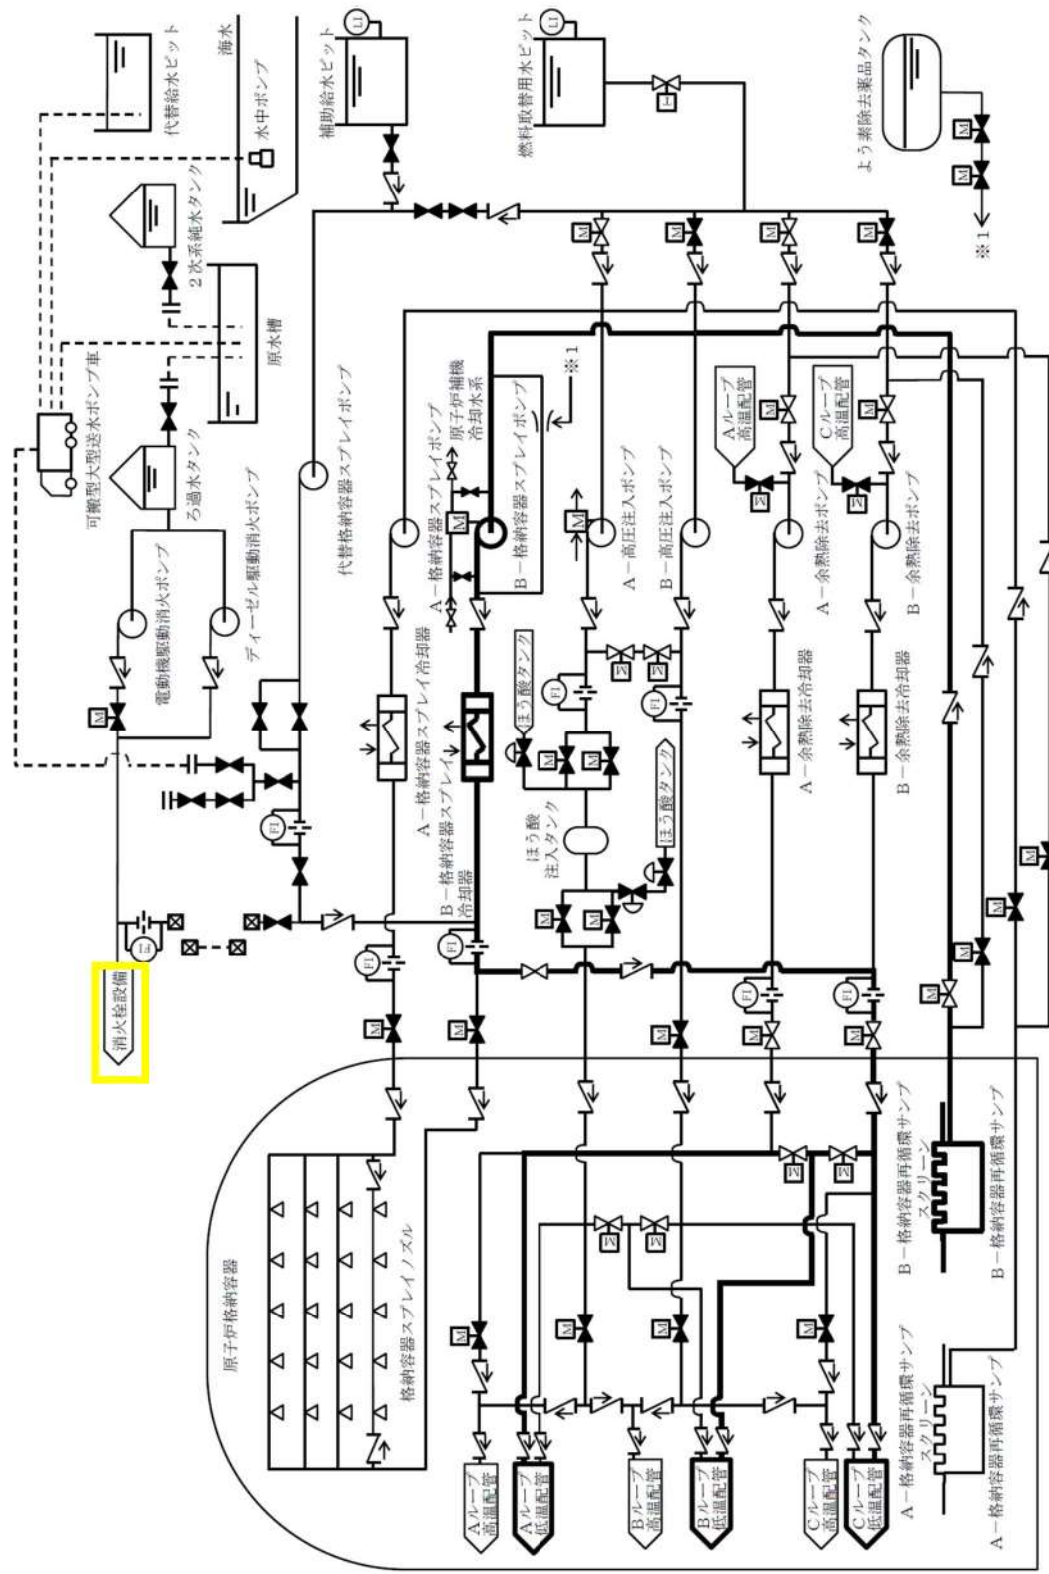 代替給水ピット
海水
水中ポンプ
2次系純水タンク
原水槽
可搬型大型送水ポンプ車
ろ過水タンク
電動機駆動消火ポンプ
ディーゼル駆動消火ポンプ
消火栓設備
FI
M
補助給水ピット
LI
燃料取替用水ピット
LI
T
よう素除去薬品タンク
M
M
※1
代替格納容器スプレイポンプ
FI
A-格納容器スプレイポンプ
原子炉補機
冷却水系
M
B-格納容器スプレイポンプ
※1
A-格納容器スプレイ冷却器
B-格納容器スプレイ
冷却器
FI
FI
M
M
M
M
M
M
A-高圧注入ポンプ
M
B-高圧注入ポンプ
M
M
FI
FI
ほう酸タンク
M
M
ほう酸
注入タンク
ほう酸タンク
M
M
M
Aループ
高温配管
M
M
Cループ
高温配管
M
M
A-余熱除去ポンプ
B-余熱除去ポンプ
A-余熱除去冷却器
B-余熱除去冷却器
FI
FI
M
M
M
M
M
M
原子炉格納容器
格納容器スプレイノズル
M
M
M
M
M
M
M
M
Aループ
高温配管
Aループ
低温配管
Bループ
高温配管
Bループ
低温配管
Cループ
高温配管
Cループ
低温配管
B-格納容器再循環サンプ
スクリーン
B-格納容器再循環サンプ
A-格納容器再循環サンプ
スクリーン
A-格納容器再循環サンプ